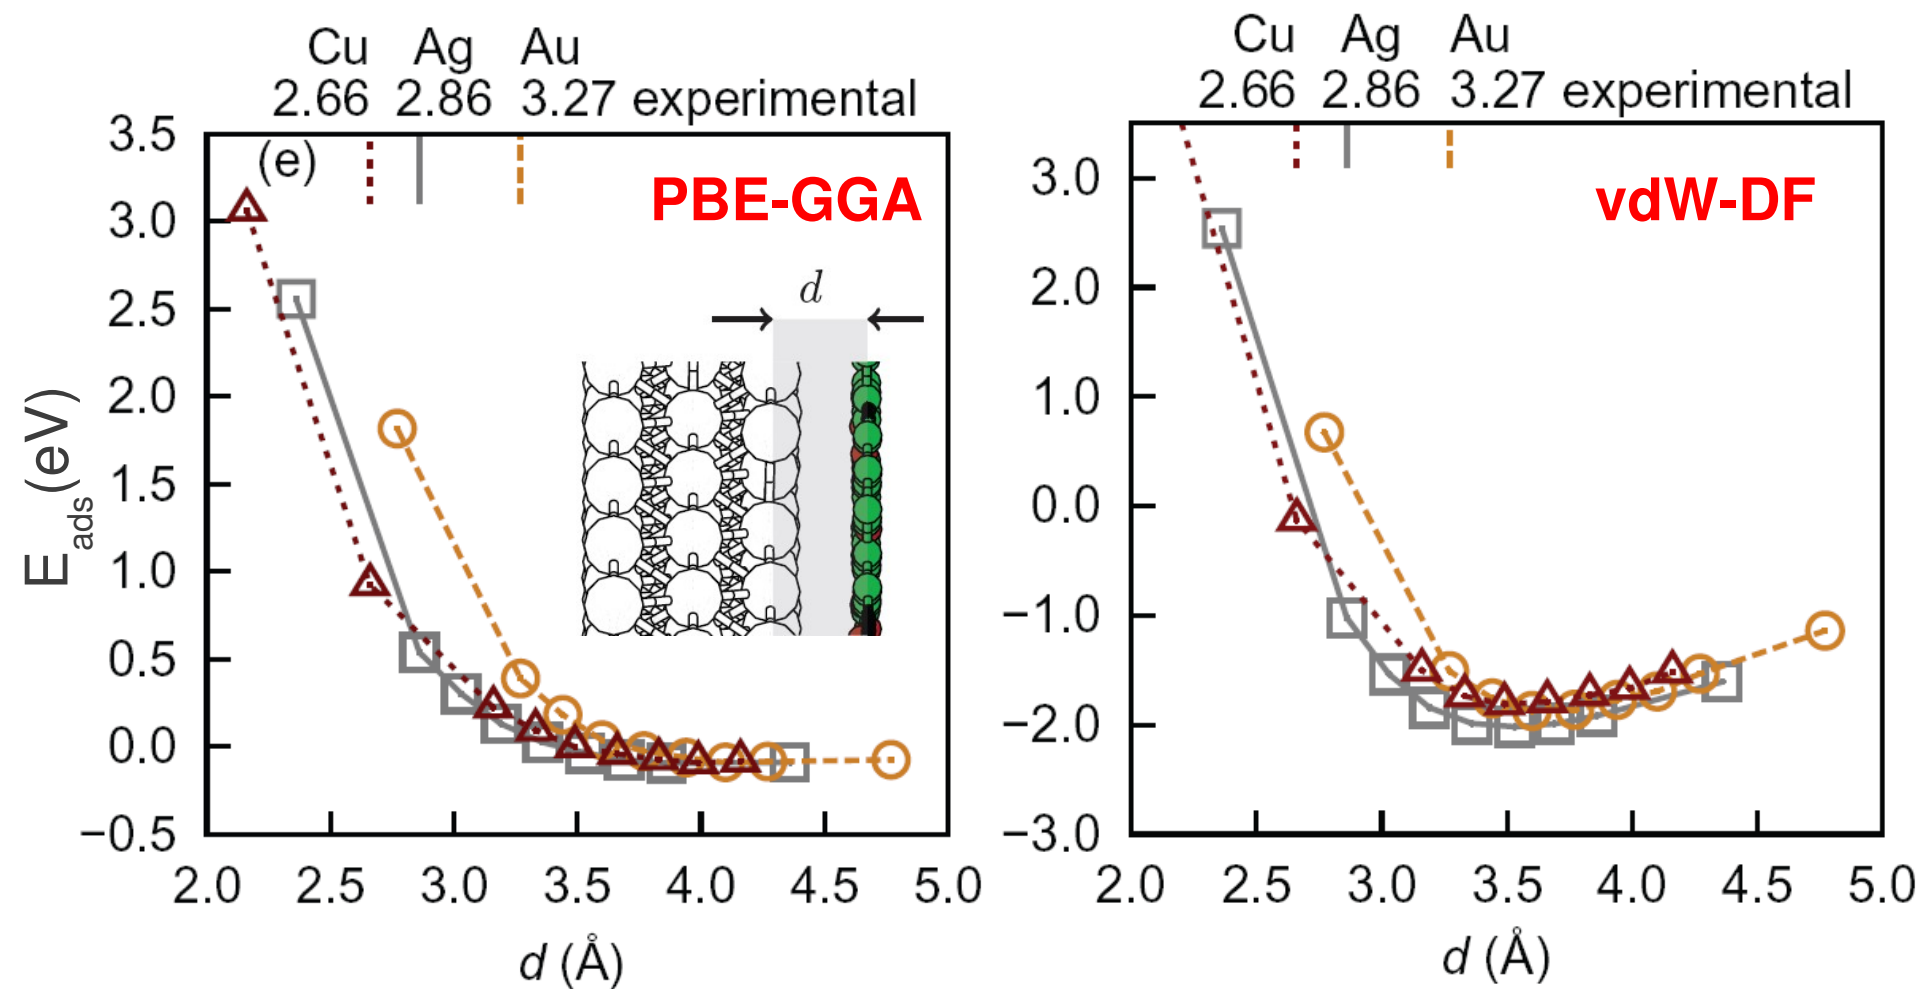 Cu Ag Au
2.66 2.86 3.27 experimental
3.5
3.0
2.5
2.0
1.5
1.0
0.5
0.0
−0.5
E_ads (eV)
(e)
PBE-GGA
d
2.0 2.5 3.0 3.5 4.0 4.5 5.0
d (Å)
Cu Ag Au
2.66 2.86 3.27 experimental
3.0
2.0
1.0
0.0
−1.0
−2.0
−3.0
vdW-DF
2.0 2.5 3.0 3.5 4.0 4.5 5.0
d (Å)